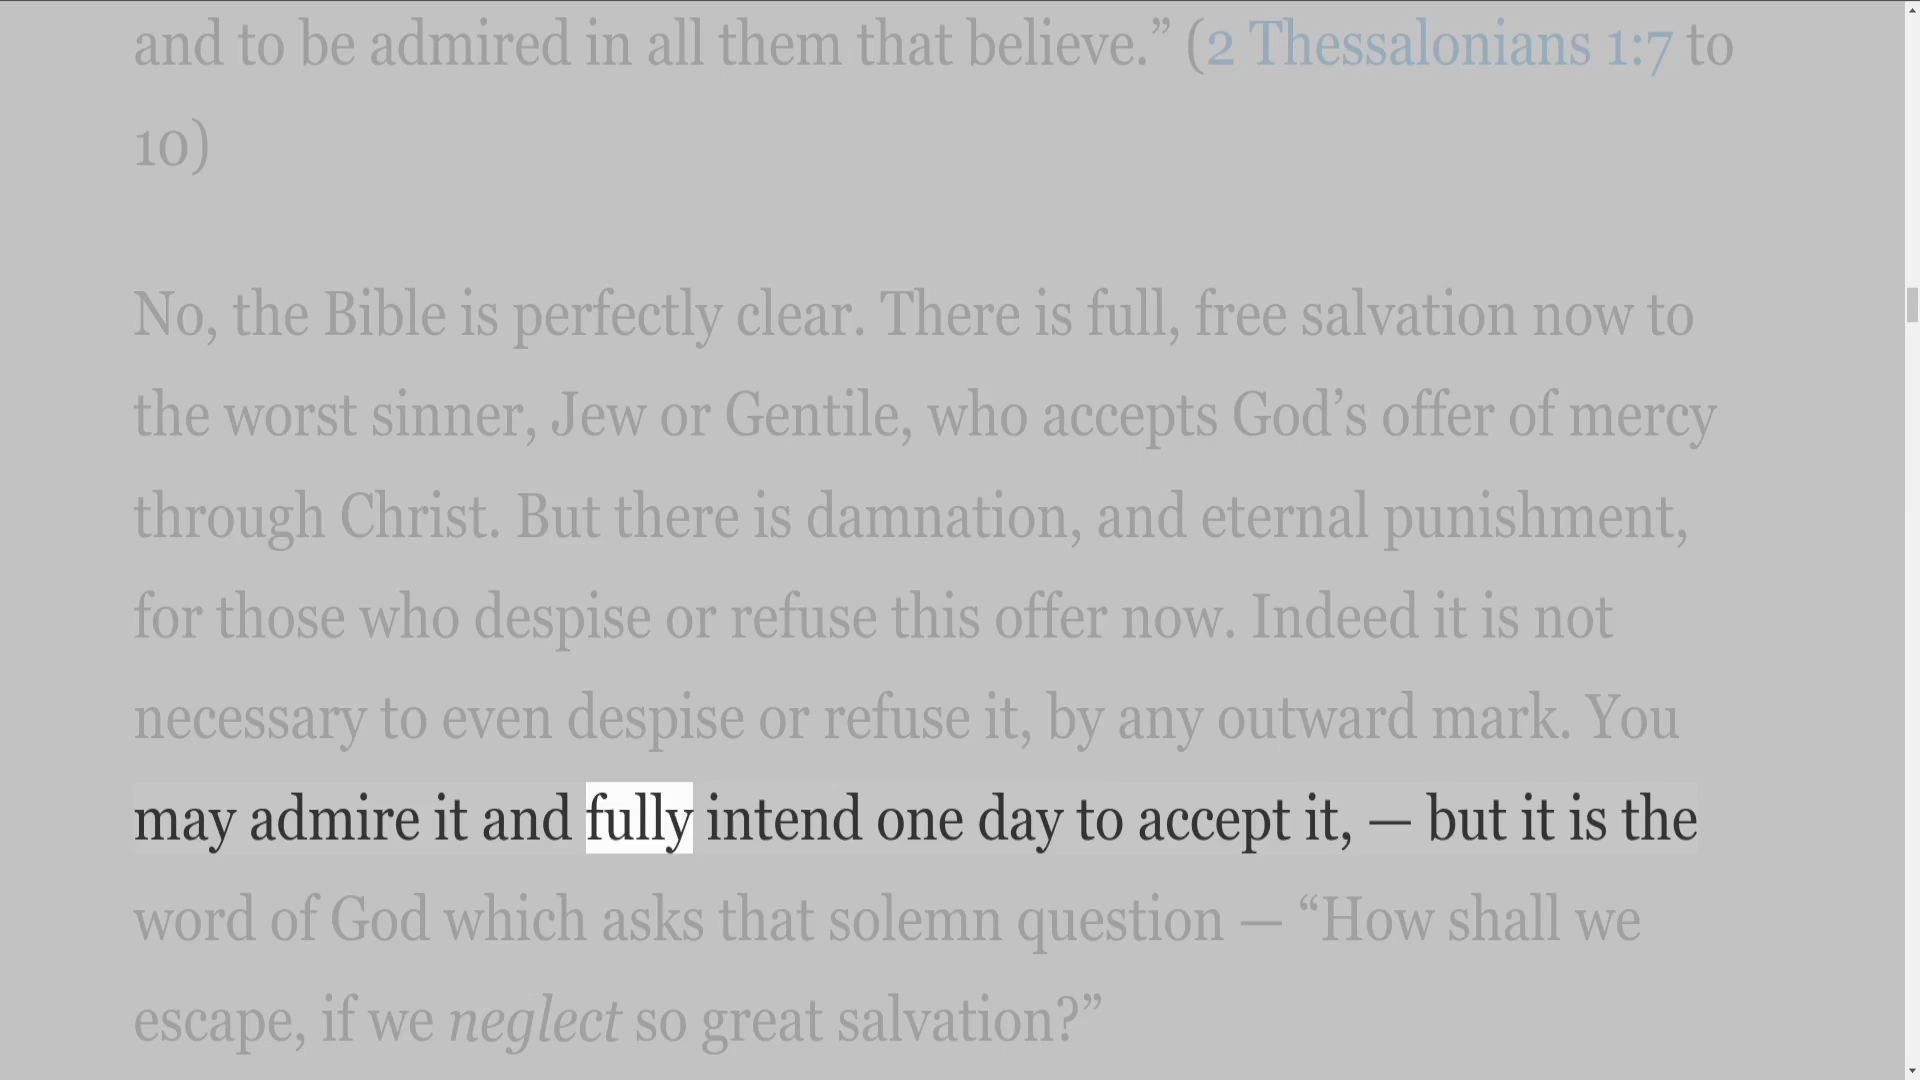 and to be admired in all them that believe.” (2 Thessalonians 1:7 to
10)
No, the Bible is perfectly clear. There is full, free salvation now to
the worst sinner, Jew or Gentile, who accepts God’s offer of mercy
through Christ. But there is damnation, and eternal punishment,
for those who despise or refuse this offer now. Indeed it is not
necessary to even despise or refuse it, by any outward mark. You
may admire it and fully intend one day to accept it, — but it is the
word of God which asks that solemn question — “How shall we
escape, if we neglect so great salvation?”